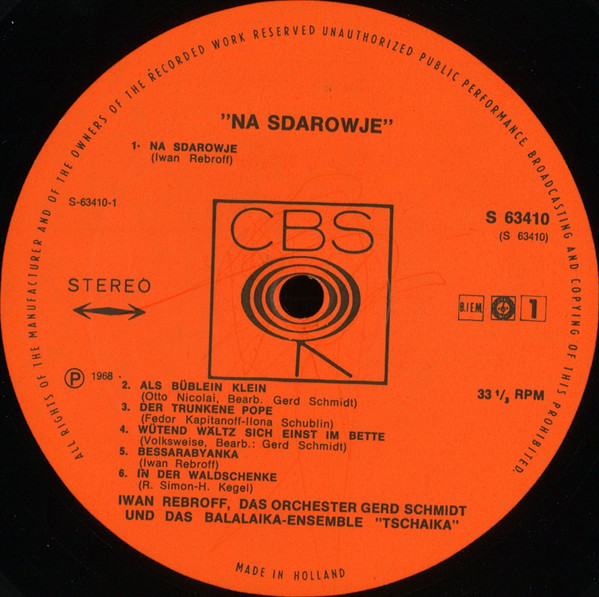 ALL RIGHTS OF THE MANUFACTURER AND OF THE OWNERS OF THE RECORDED WORK RESERVED UNAUTHORIZED PUBLIC PERFORMANCE, BROADCASTING AND COPYING OF THIS PROHIBITED.
"NA SDAROWJE"
1- NA SDAROWJE
(Iwan Rebroff)
S-63410-1
S 63410
(S 63410)
CBS
STEREO
B.I.E.M.
1
P 1968
33 1/3 RPM
2. ALS BÜBLEIN KLEIN
(Otto Nicolai, Bearb. Gerd Schmidt)
3. DER TRUNKENE POPE
(Fedor Kapitanoff-Ilona Schublin)
4. WÜTEND WÄLTZ SICH EINST IM BETTE
(Volksweise, Bearb.: Gerd Schmidt)
5. BESSARABYANKA
(Iwan Rebroff)
6. IN DER WALDSCHENKE
(R. Simon-H. Kegel)
IWAN REBROFF, DAS ORCHESTER GERD SCHMIDT
UND DAS BALALAIKA-ENSEMBLE "TSCHAIKA"
MADE IN HOLLAND